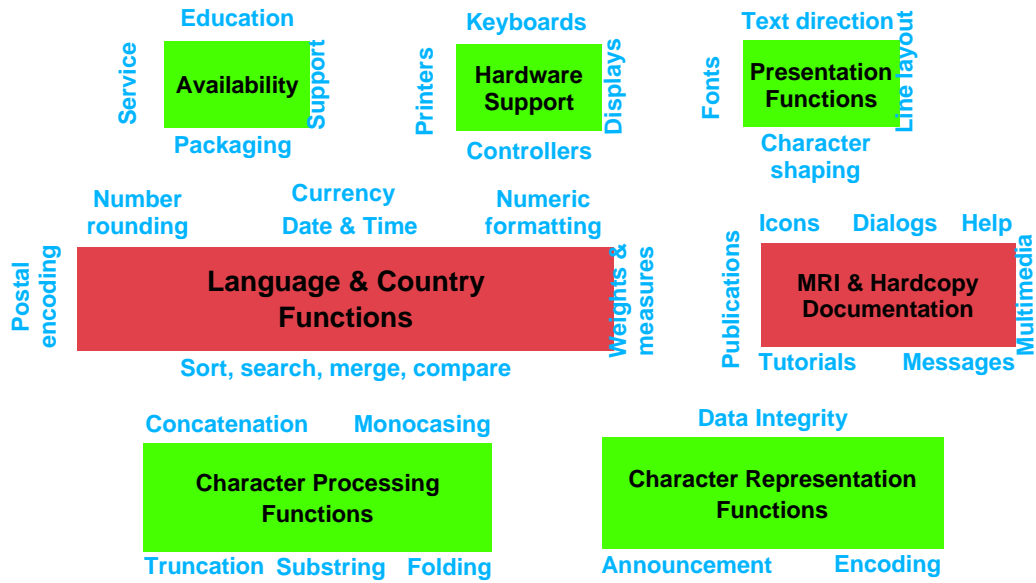 Education
Service
Availability
Support
Packaging
Keyboards
Printers
Hardware
Support
Displays
Controllers
Text direction
Fonts
Presentation
Functions
Line layout
Character
shaping
Number
rounding
Currency
Date & Time
Numeric
formatting
Postal
encoding
Language & Country
Functions
Weights &
measures
Sort, search, merge, compare
Icons
Dialogs
Help
Publications
MRI & Hardcopy
Documentation
Multimedia
Tutorials
Messages
Concatenation
Monocasing
Character Processing
Functions
Truncation
Substring
Folding
Data Integrity
Character Representation
Functions
Announcement
Encoding